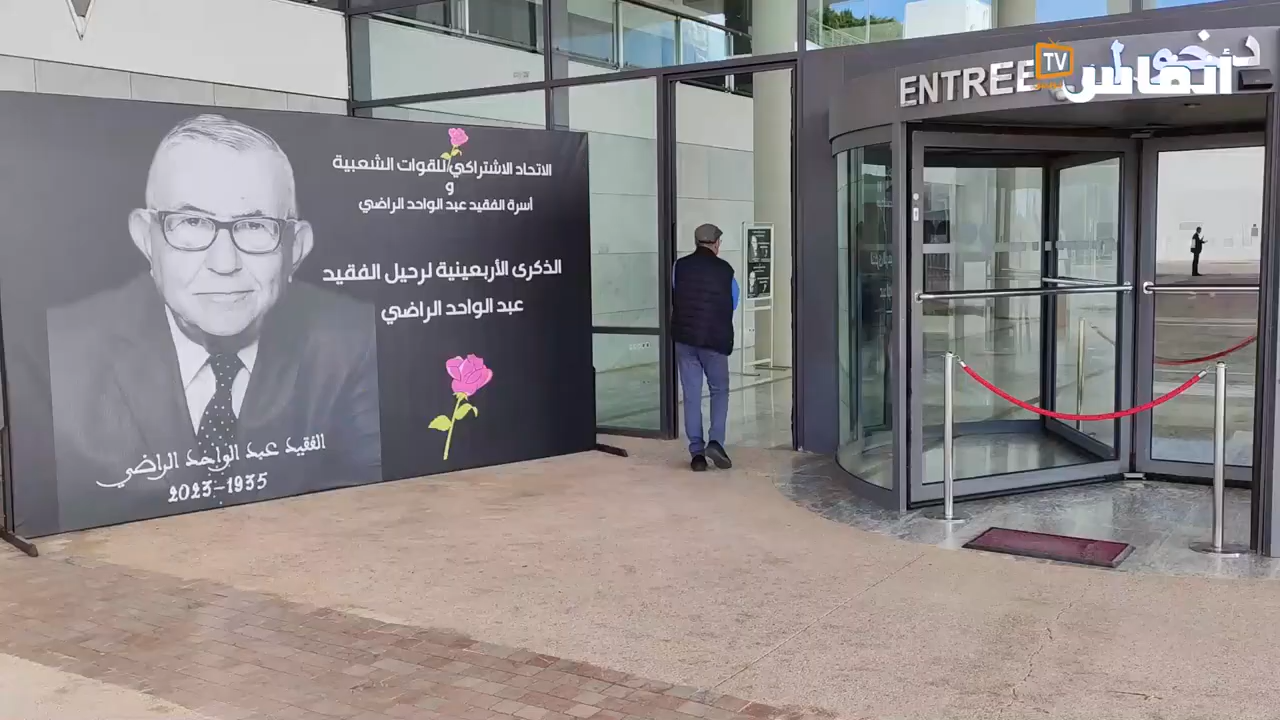 الاتحاد الاشتراكي للقوات الشعبية
و
أسرة الفقيد عبد الواحد الراضي
الذكرى الأربعينية لرحيل الفقيد
عبد الواحد الراضي
الفقيد عبد الواحد الراضي
2023-1935
ENTREE
دخول
أنفاس TV